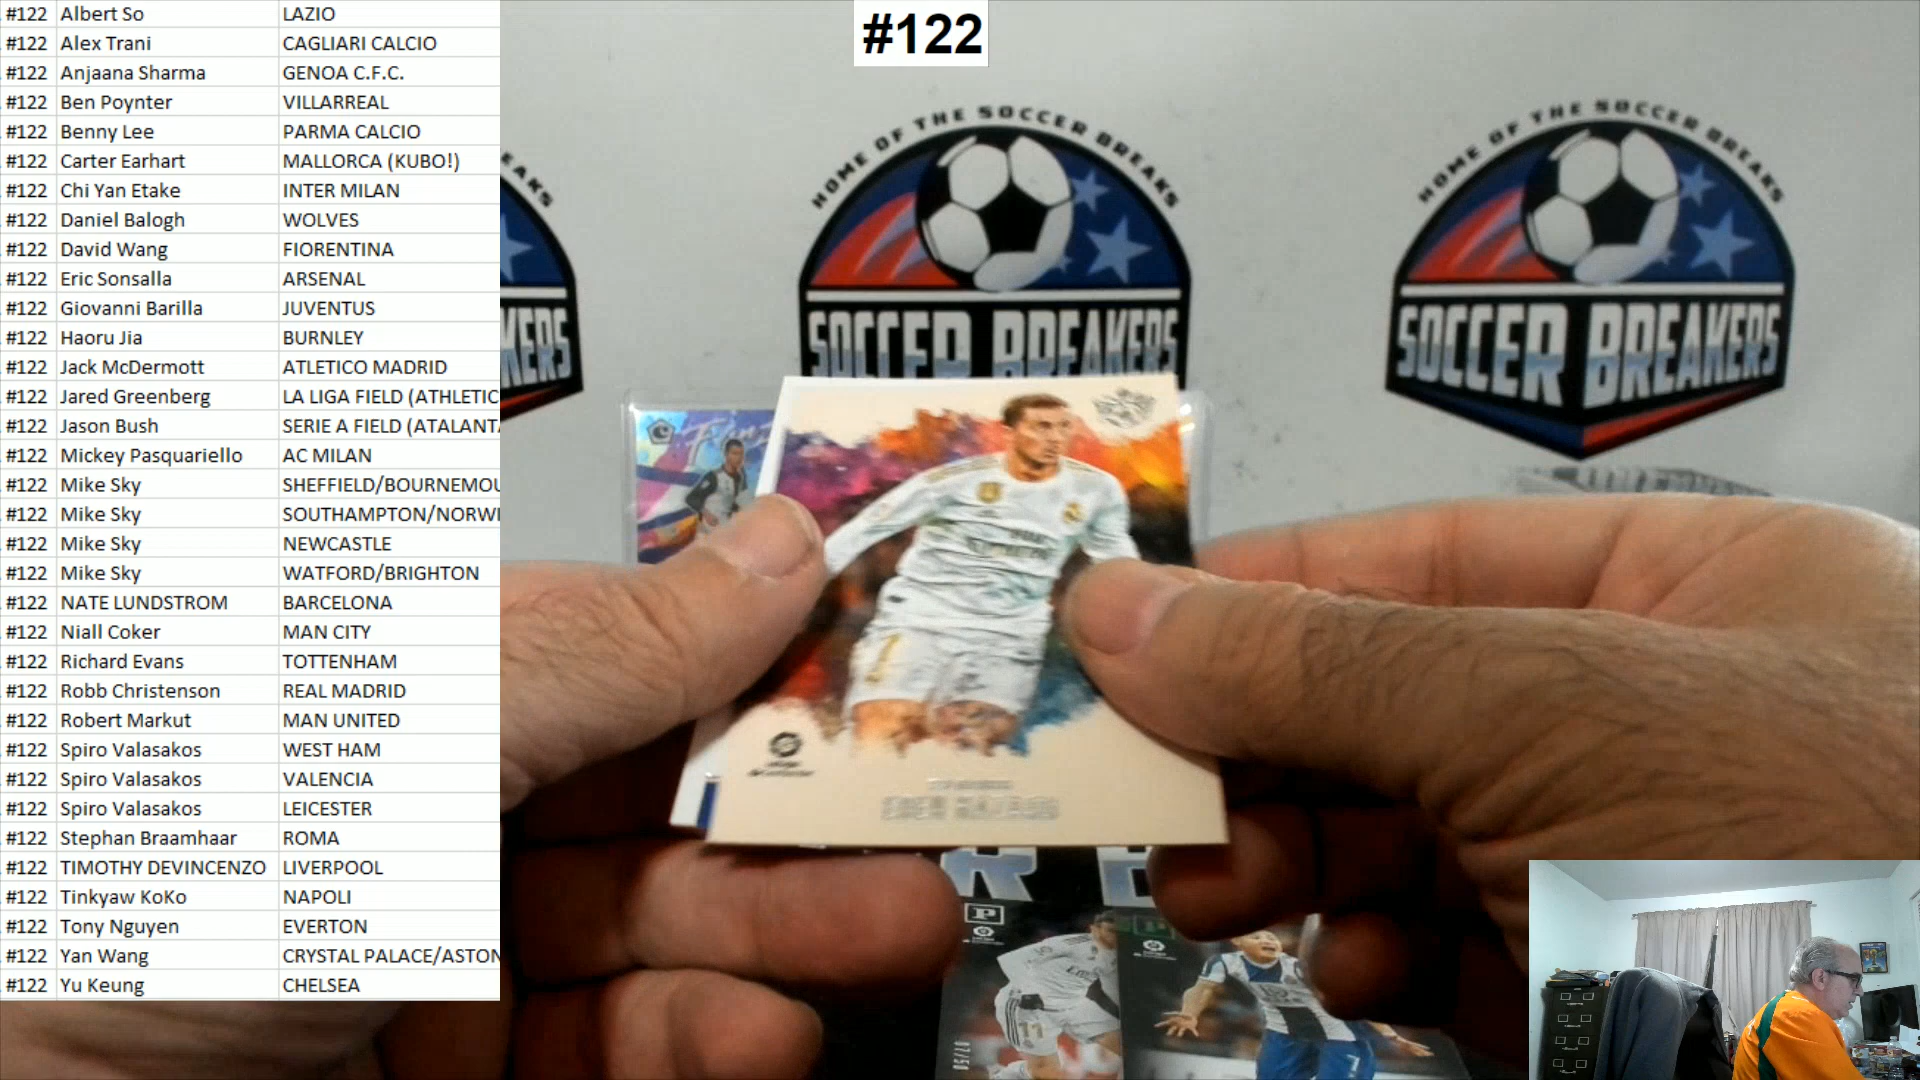 #122 Albert So LAZIO
#122 Alex Trani CAGLIARI CALCIO
#122 Anjaana Sharma GENOA C.F.C.
#122 Ben Poynter VILLARREAL
#122 Benny Lee PARMA CALCIO
#122 Carter Earhart MALLORCA (KUBO!)
#122 Chi Yan Etake INTER MILAN
#122 Daniel Balogh WOLVES
#122 David Wang FIORENTINA
#122 Eric Sonsalla ARSENAL
#122 Giovanni Barilla JUVENTUS
#122 Haoru Jia BURNLEY
#122 Jack McDermott ATLETICO MADRID
#122 Jared Greenberg LA LIGA FIELD (ATHLETIC
#122 Jason Bush SERIE A FIELD (ATALANTA
#122 Mickey Pasquariello AC MILAN
#122 Mike Sky SHEFFIELD/BOURNEMOU
#122 Mike Sky SOUTHAMPTON/NORWI
#122 Mike Sky NEWCASTLE
#122 Mike Sky WATFORD/BRIGHTON
#122 NATE LUNDSTROM BARCELONA
#122 Niall Coker MAN CITY
#122 Richard Evans TOTTENHAM
#122 Robb Christenson REAL MADRID
#122 Robert Markut MAN UNITED
#122 Spiro Valasakos WEST HAM
#122 Spiro Valasakos VALENCIA
#122 Spiro Valasakos LEICESTER
#122 Stephan Braamhaar ROMA
#122 TIMOTHY DEVINCENZO LIVERPOOL
#122 Tinkyaw KoKo NAPOLI
#122 Tony Nguyen EVERTON
#122 Yan Wang CRYSTAL PALACE/ASTON
#122 Yu Keung CHELSEA
#122
EAKS
KERS
HOME OF THE SOCCER BREAKS
SOCCER BREAKERS
HOME OF THE SOCCER BREAKS
SOCCER BREAKERS
EDEN HAZARD
P